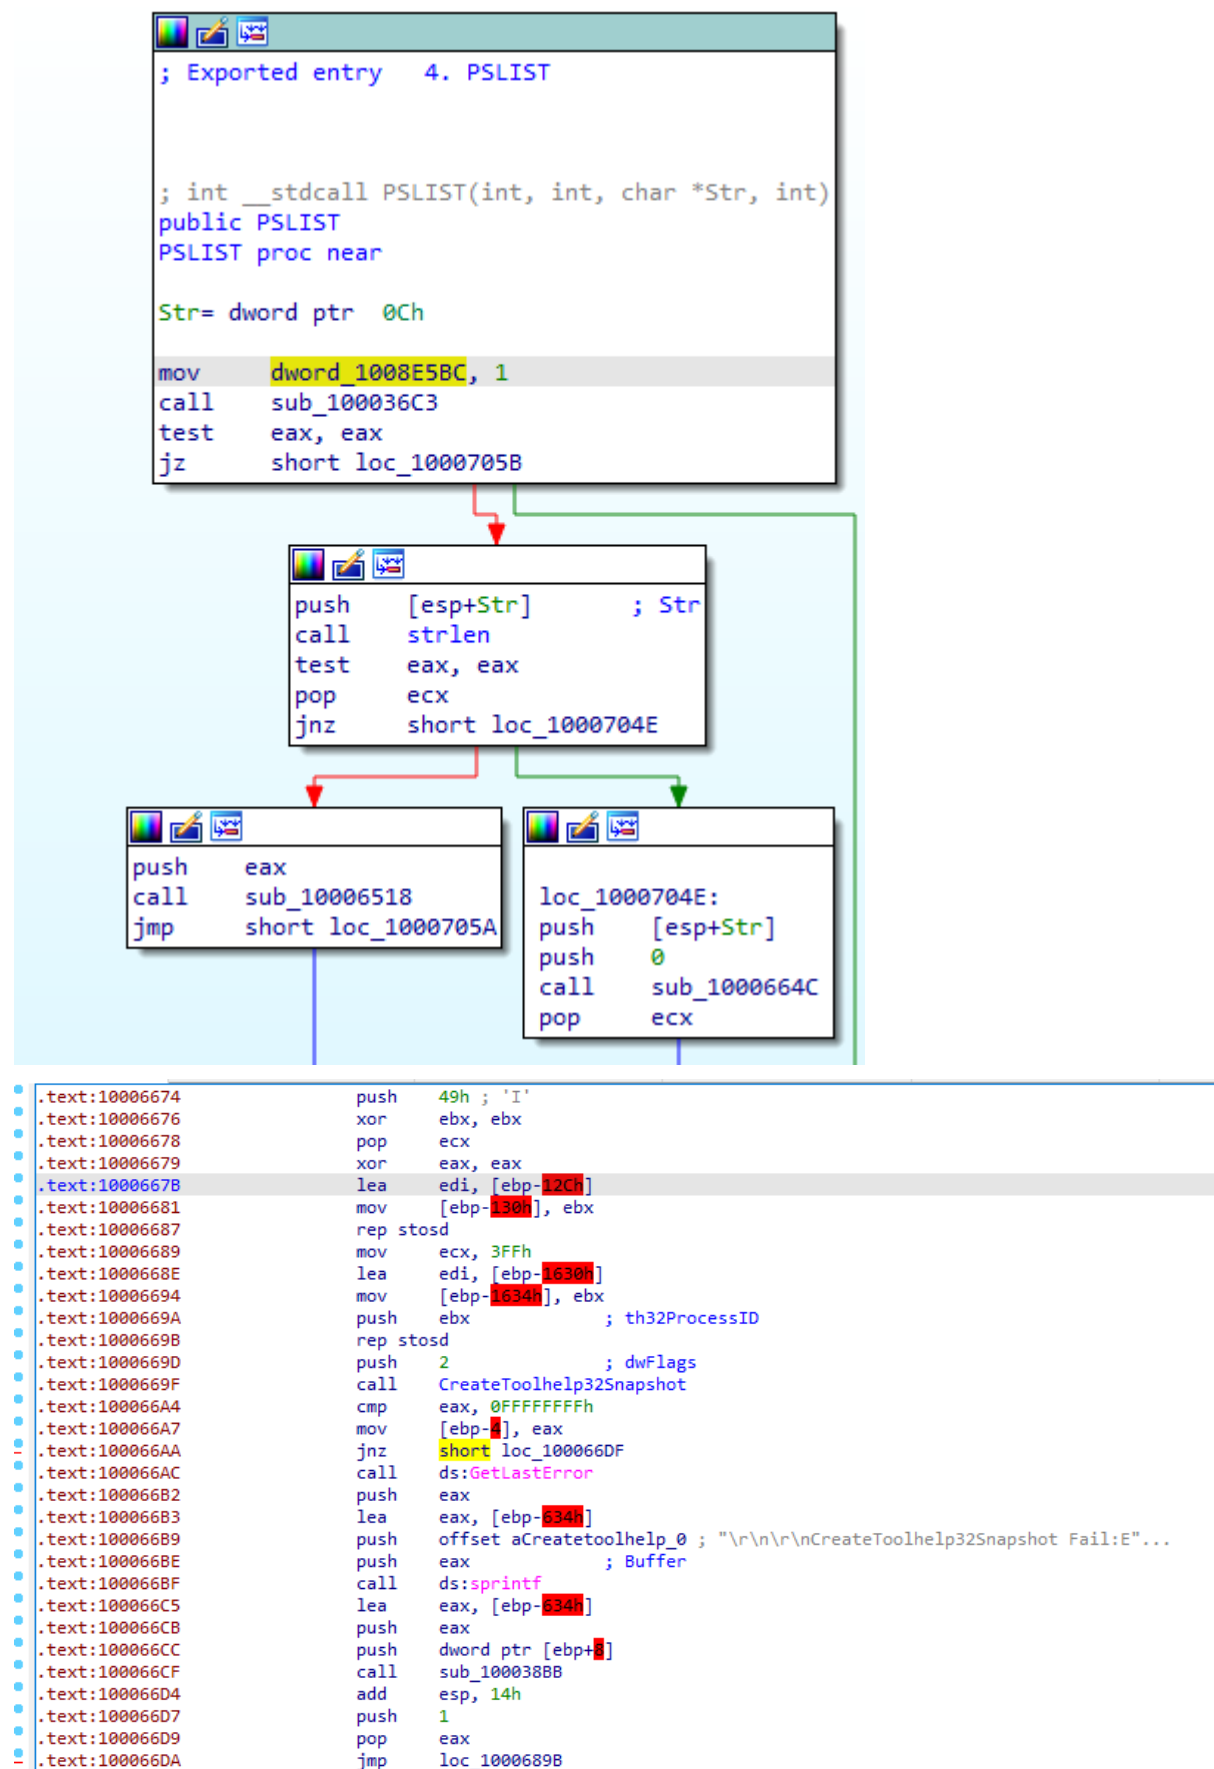 ; Exported entry   4. PSLIST
; int __stdcall PSLIST(int, int, char *Str, int)
public PSLIST
PSLIST proc near
Str= dword ptr  0Ch
mov     dword_1008E5BC, 1
call    sub_100036C3
test    eax, eax
jz      short loc_1000705B
push    [esp+Str]       ; Str
call    strlen
test    eax, eax
pop     ecx
jnz     short loc_1000704E
push    eax
call    sub_10006518
jmp     short loc_1000705A
loc_1000704E:
push    [esp+Str]
push    0
call    sub_1000664C
pop     ecx
.text:10006674 push 49h ; 'I'
.text:10006676 xor ebx, ebx
.text:10006678 pop ecx
.text:10006679 xor eax, eax
.text:1000667B lea edi, [ebp-12Ch]
.text:10006681 mov [ebp-130h], ebx
.text:10006687 rep stosd
.text:10006689 mov ecx, 3FFh
.text:1000668E lea edi, [ebp-1630h]
.text:10006694 mov [ebp-1634h], ebx
.text:1000669A push ebx ; th32ProcessID
.text:1000669B rep stosd
.text:1000669D push 2 ; dwFlags
.text:1000669F call CreateToolhelp32Snapshot
.text:100066A4 cmp eax, 0FFFFFFFFh
.text:100066A7 mov [ebp-4], eax
.text:100066AA jnz short loc_100066DF
.text:100066AC call ds:GetLastError
.text:100066B2 push eax
.text:100066B3 lea eax, [ebp-634h]
.text:100066B9 push offset aCreatetoolhelp_0 ; "\r\n\r\nCreateToolhelp32Snapshot Fail:E"...
.text:100066BE push eax ; Buffer
.text:100066BF call ds:sprintf
.text:100066C5 lea eax, [ebp-634h]
.text:100066CB push eax
.text:100066CC push dword ptr [ebp+8]
.text:100066CF call sub_100038BB
.text:100066D4 add esp, 14h
.text:100066D7 push 1
.text:100066D9 pop eax
.text:100066DA jmp loc_1000689B